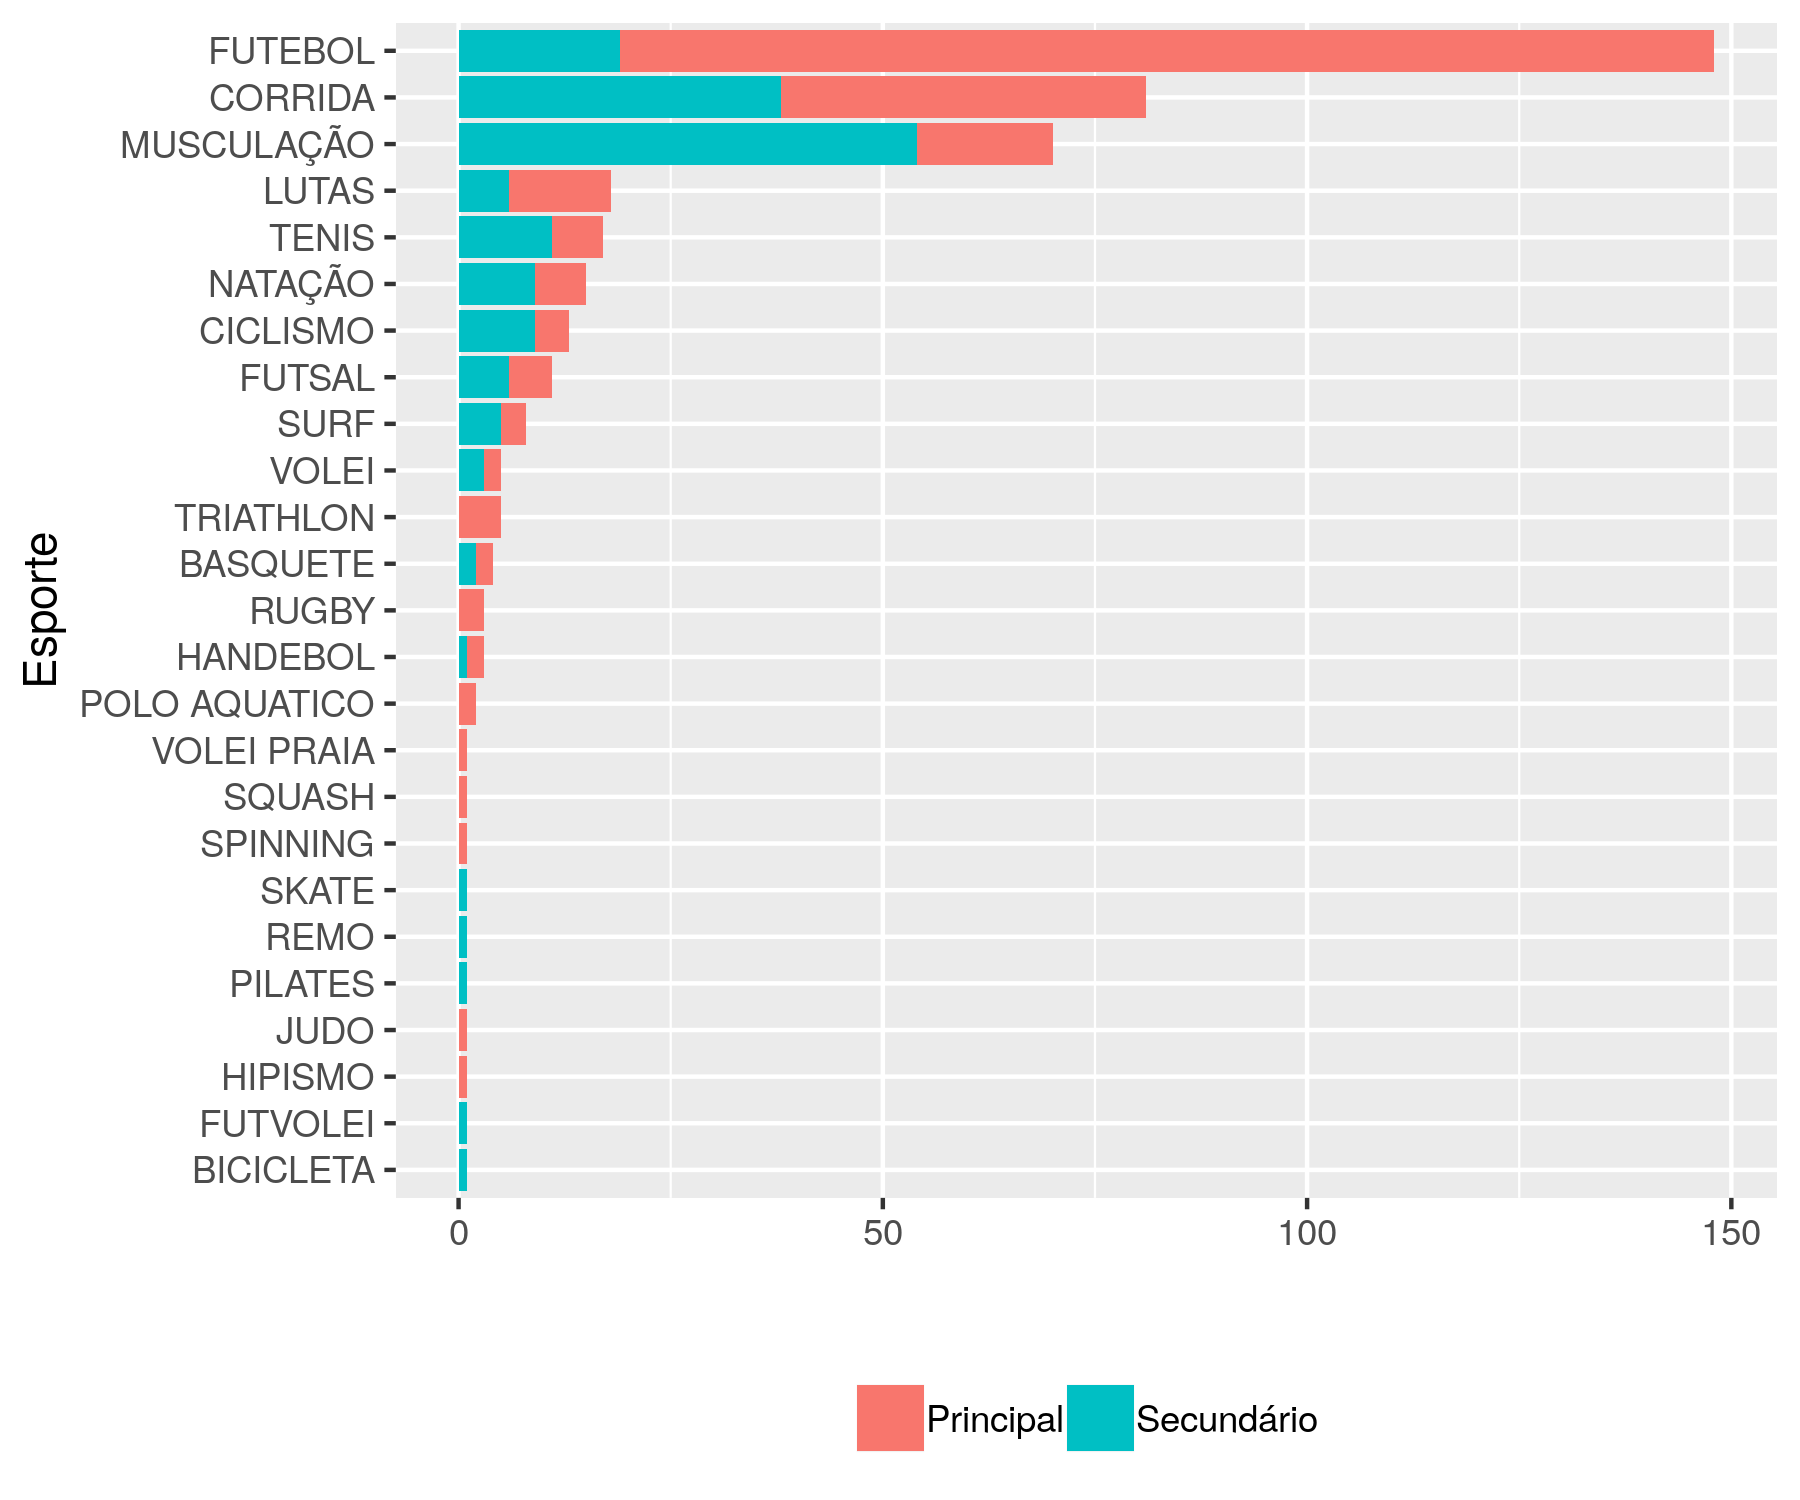 FUTEBOL
CORRIDA
MUSCULAÇÃO
LUTAS
TENIS
NATAÇÃO
CICLISMO
FUTSAL
SURF
VOLEI
TRIATHLON
BASQUETE
RUGBY
HANDEBOL
POLO AQUATICO
VOLEI PRAIA
SQUASH
SPINNING
SKATE
REMO
PILATES
JUDO
HIPISMO
FUTVOLEI
BICICLETA
Esporte
0 50 100 150
Principal Secundário